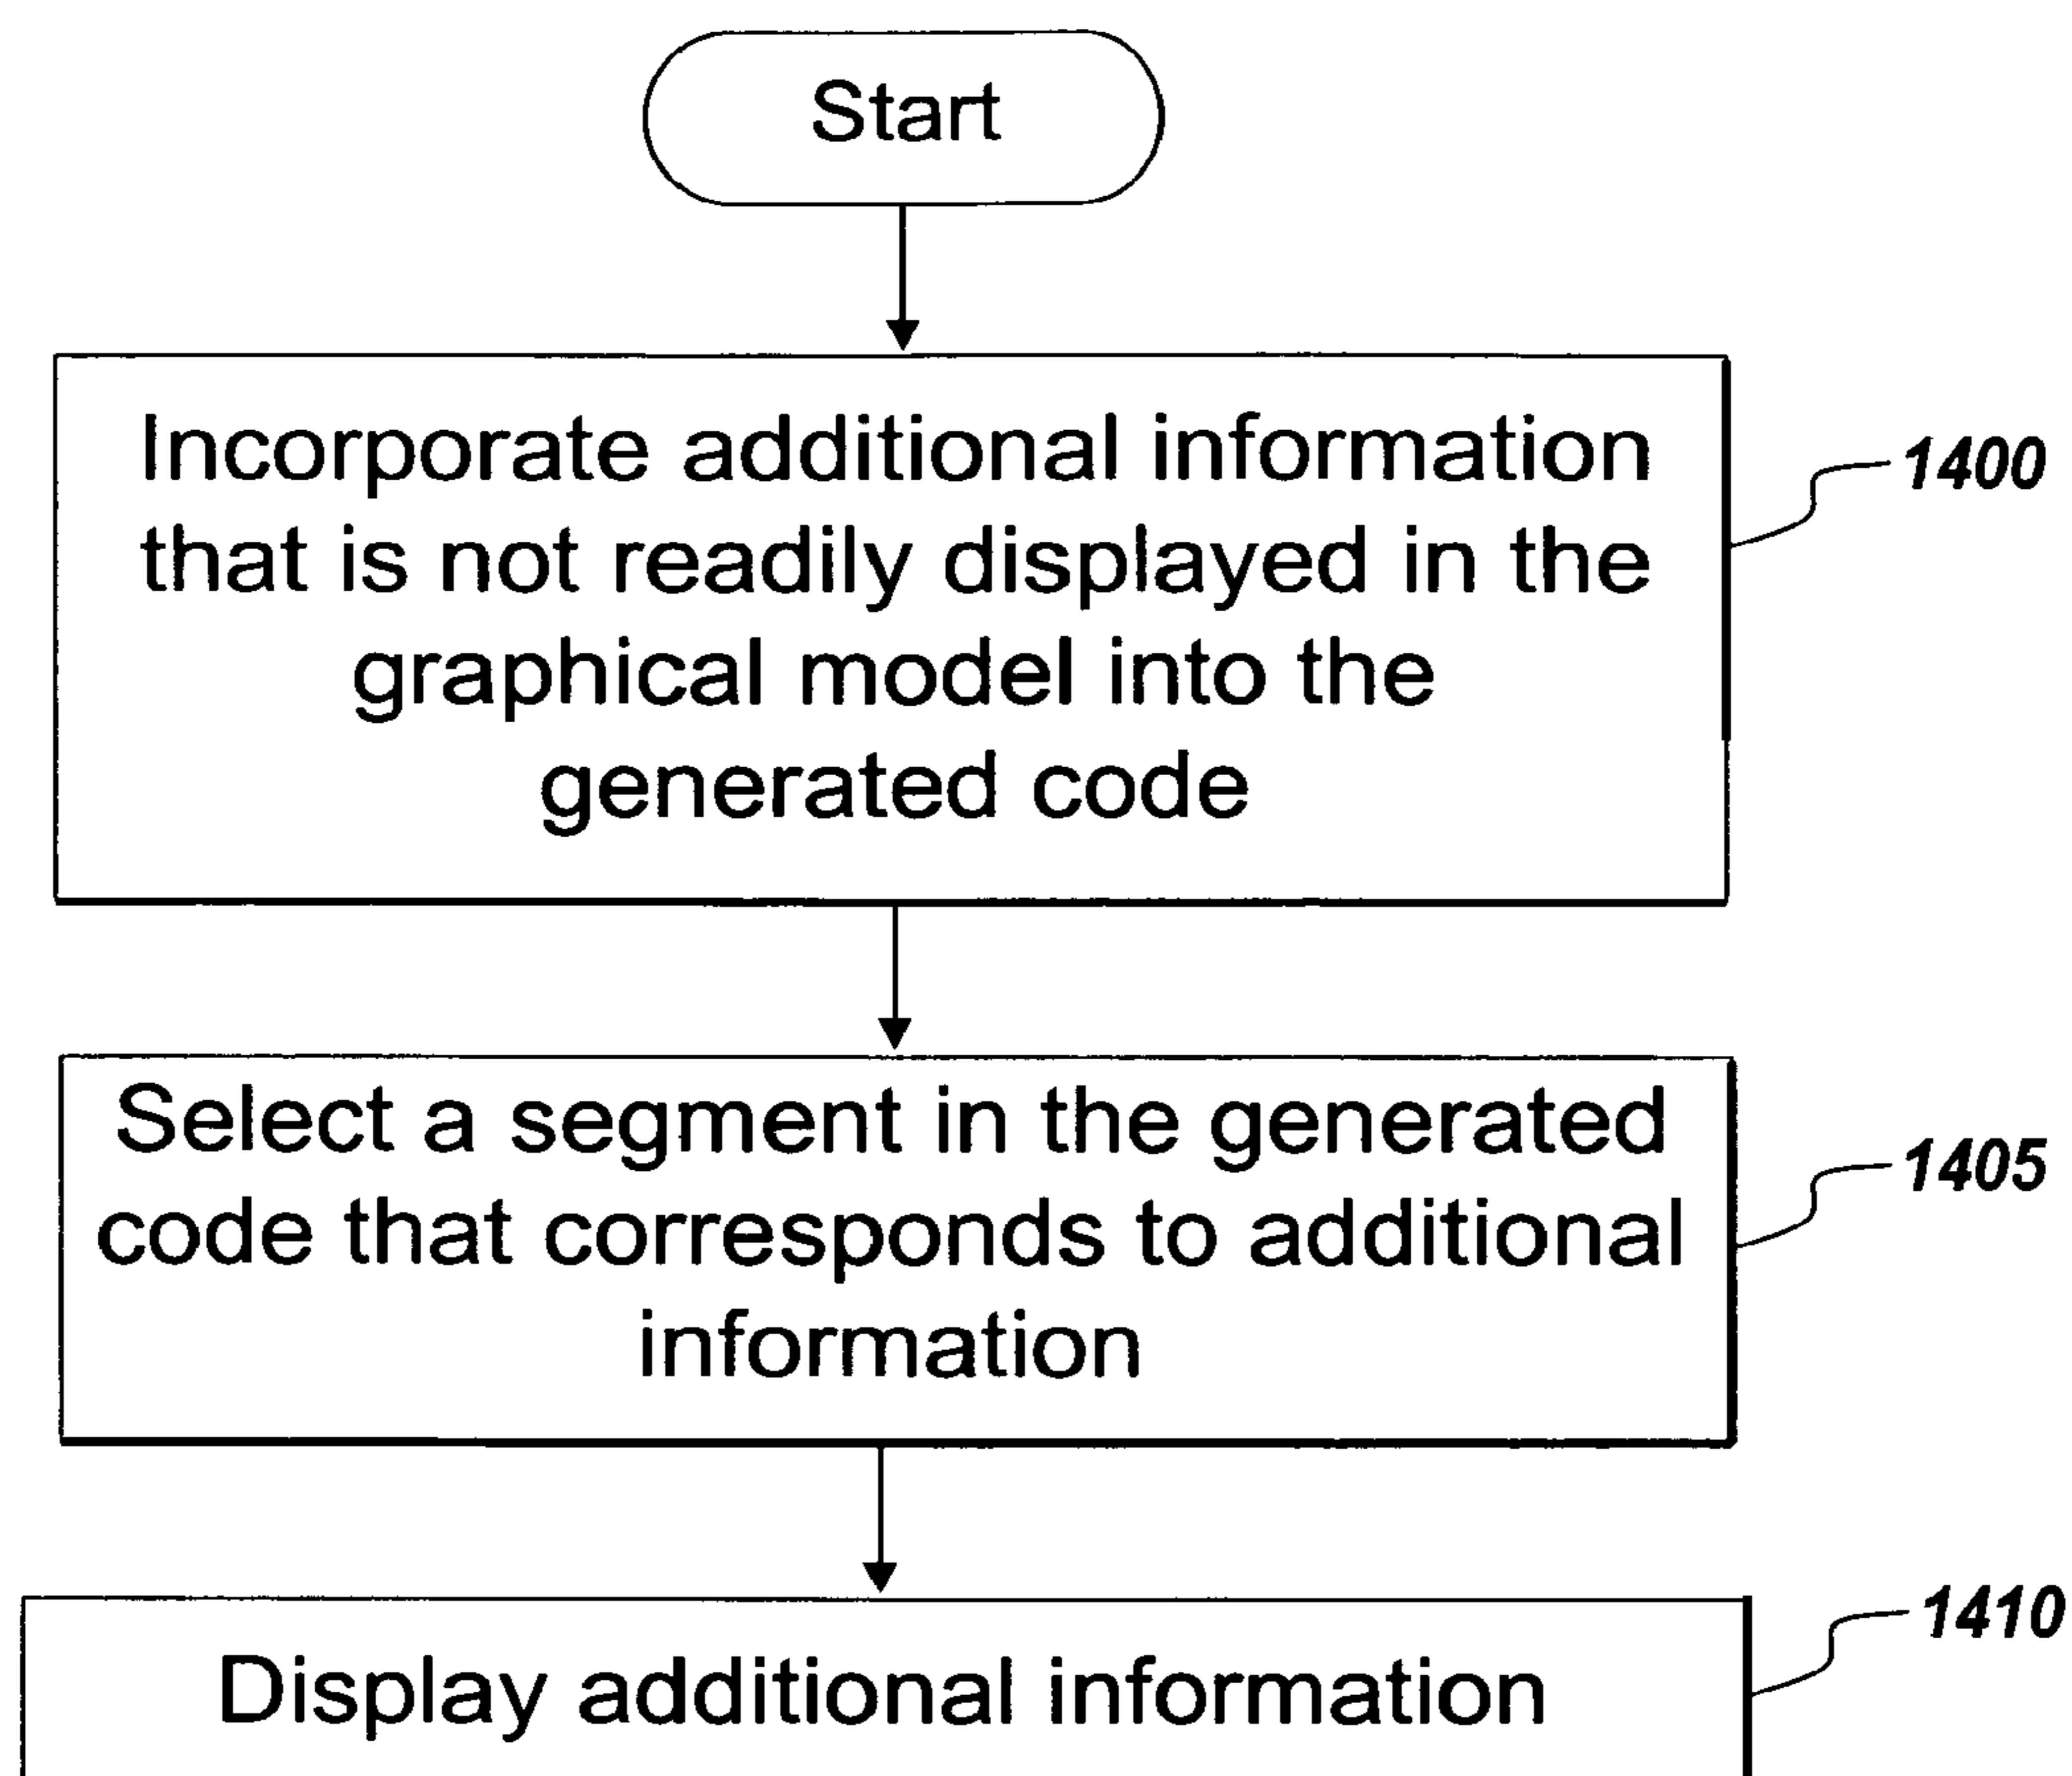 Start
Incorporate additional information
that is not readily displayed in the
graphical model into the
generated code
1400
Select a segment in the generated
code that corresponds to additional
information
1405
Display additional information
1410